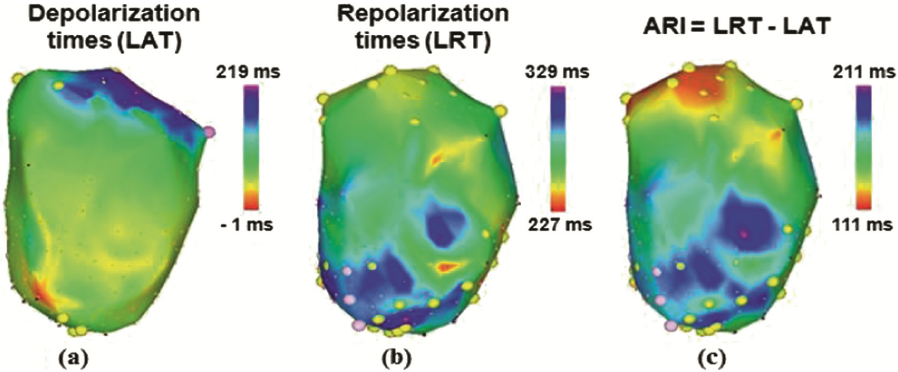 Depolarization
times (LAT)
219 ms
- 1 ms
(a)
Repolarization
times (LRT)
329 ms
227 ms
(b)
ARI = LRT - LAT
211 ms
111 ms
(c)